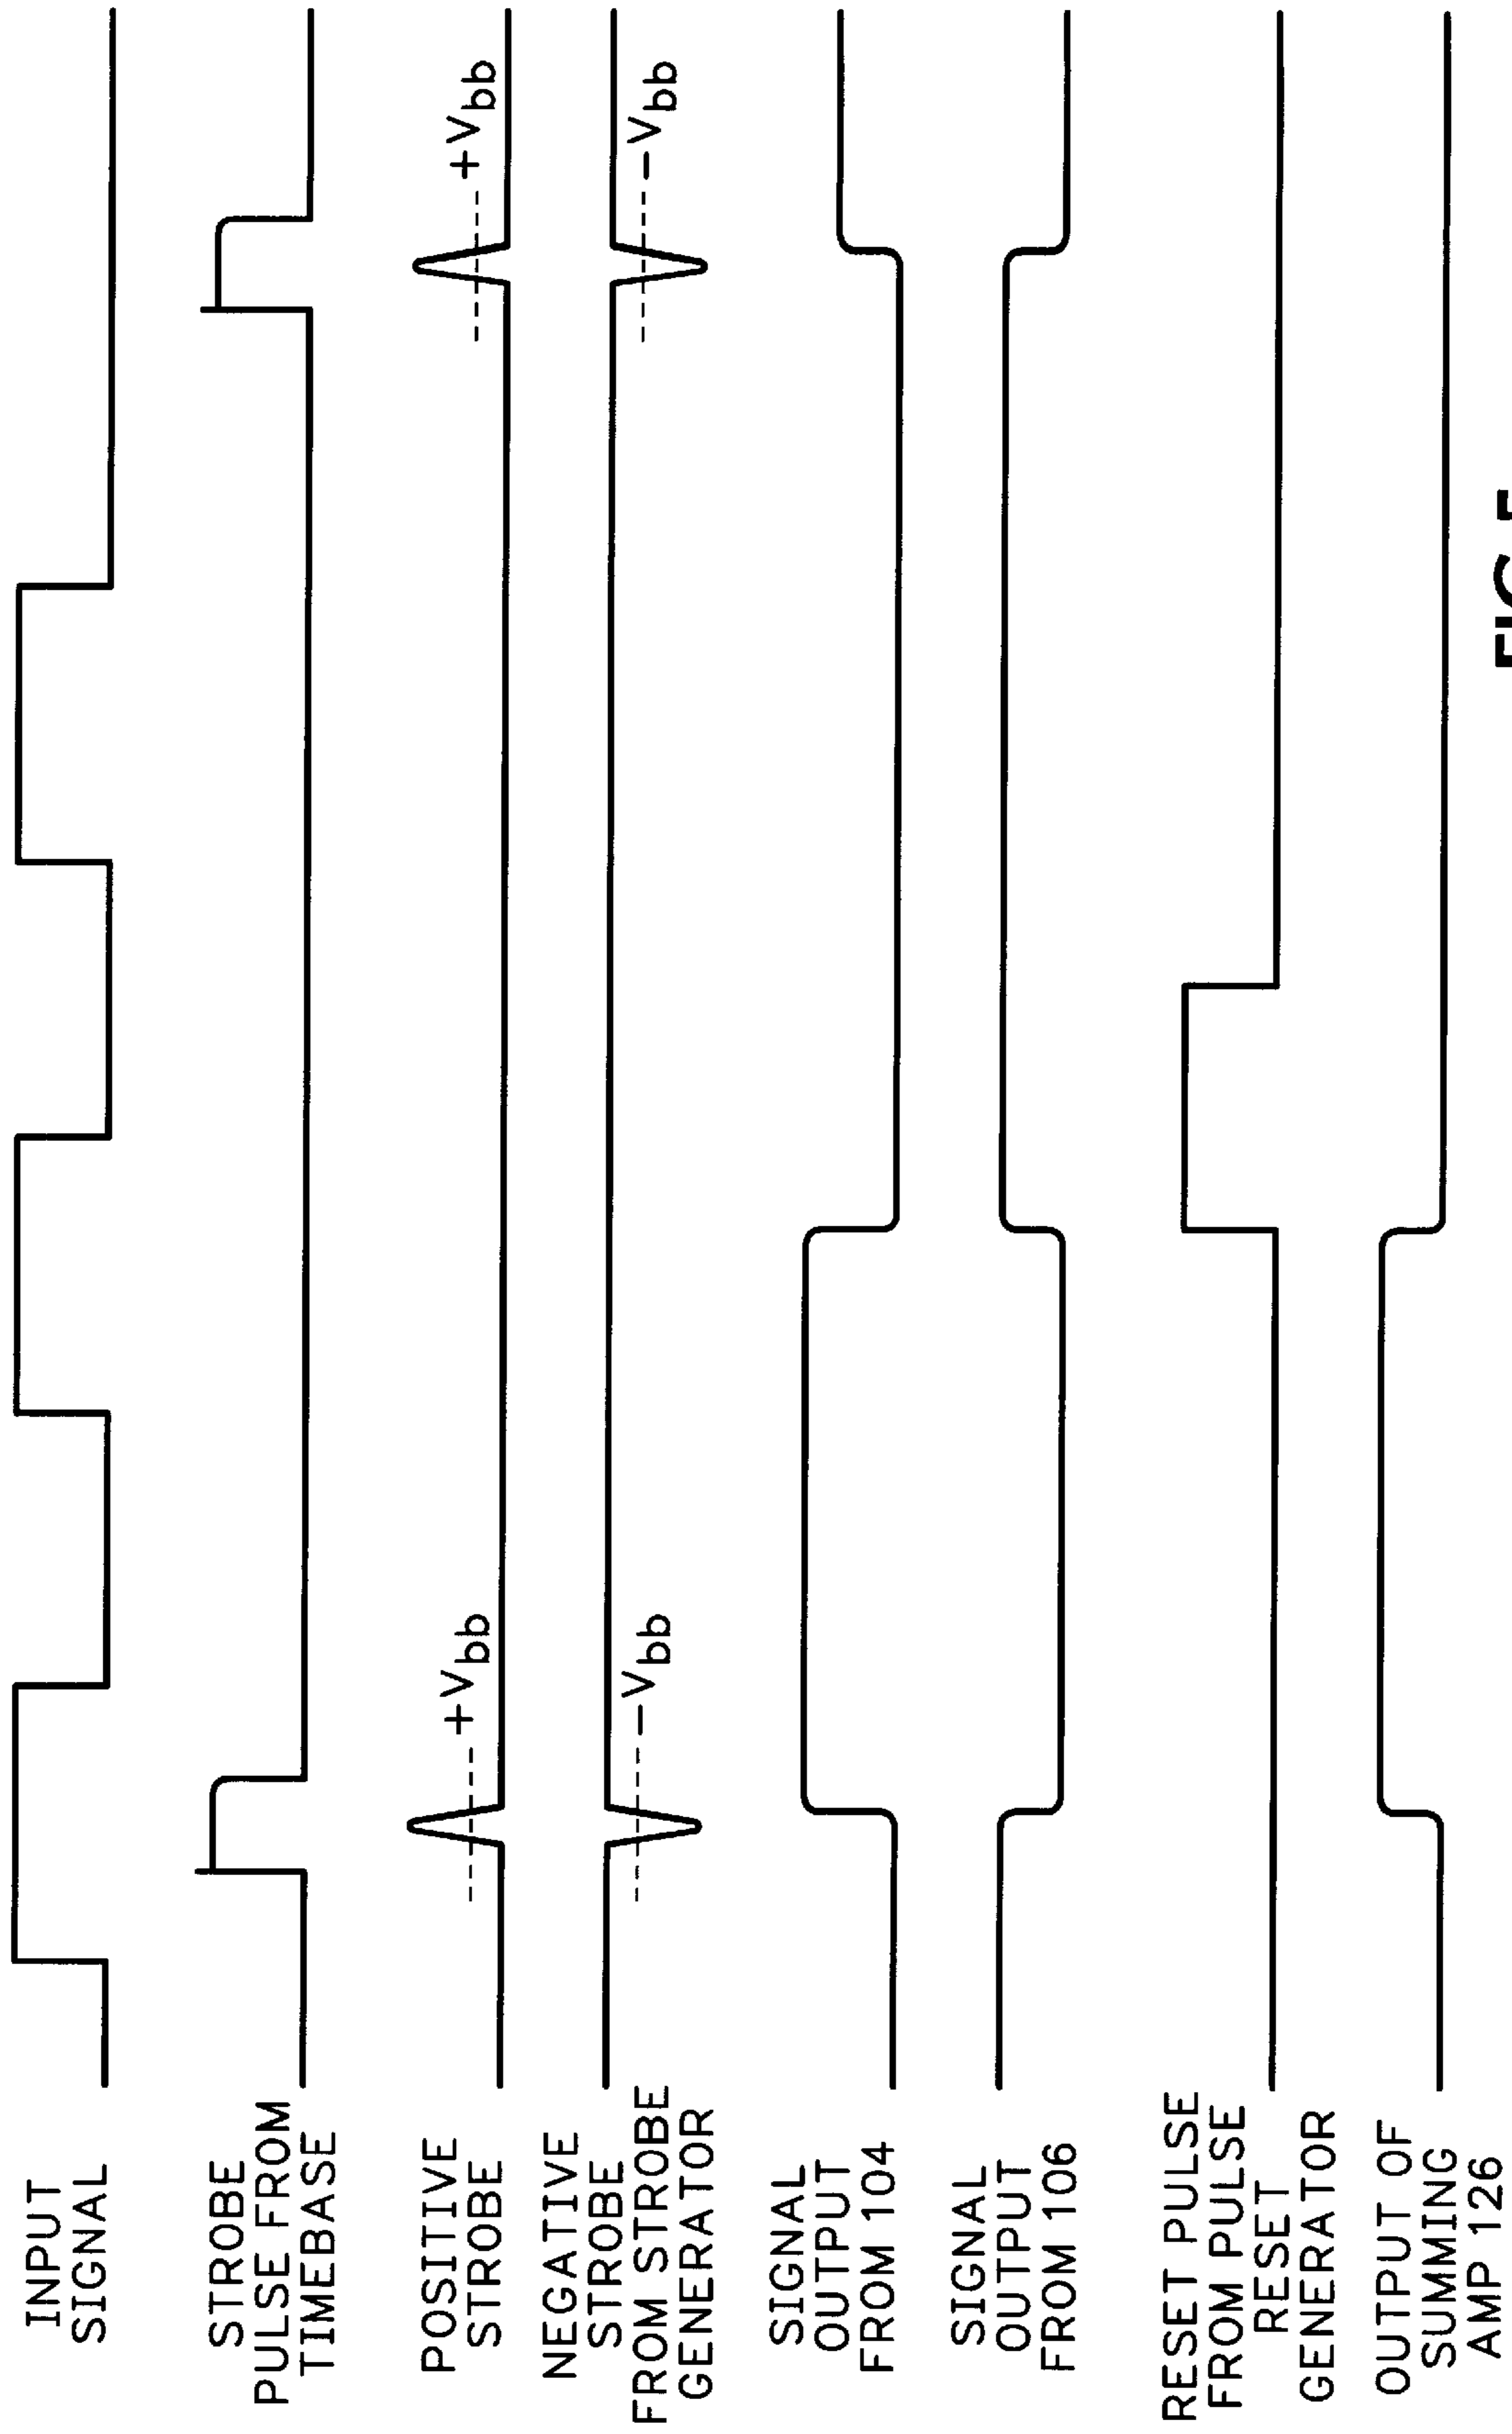 INPUT
SIGNAL
STROBE
PULSE FROM
TIMEBASE
POSITIVE
STROBE
+Vbb
+Vbb
NEGATIVE
STROBE
FROM STROBE
GENERATOR
−Vbb
−Vbb
SIGNAL
OUTPUT
FROM 104
SIGNAL
OUTPUT
FROM 106
RESET PULSE
FROM PULSE
RESET
GENERATOR
OUTPUT OF
SUMMING
AMP 126